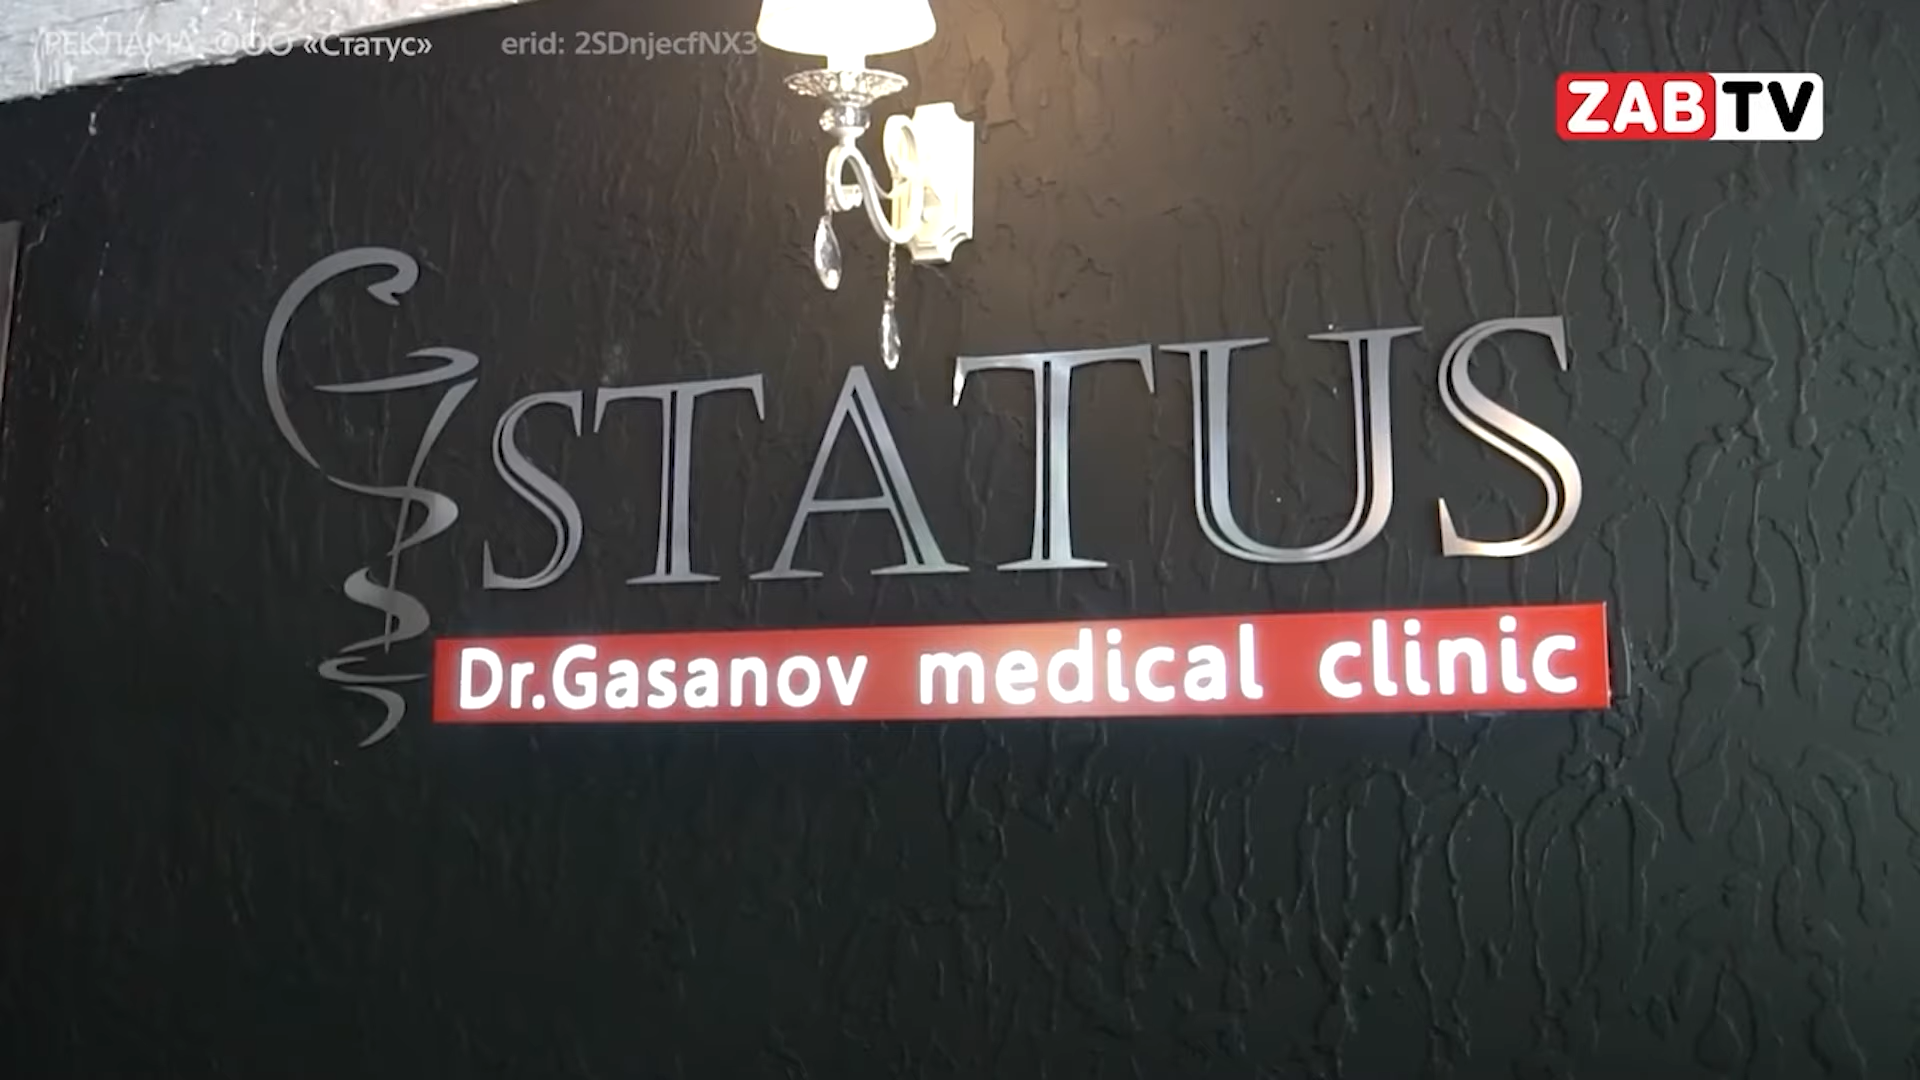 РЕКЛАМА. ООО «Статус» erid: 2SDnjecfNX3
ZABTV
STATUS
Dr.Gasanov medical clinic